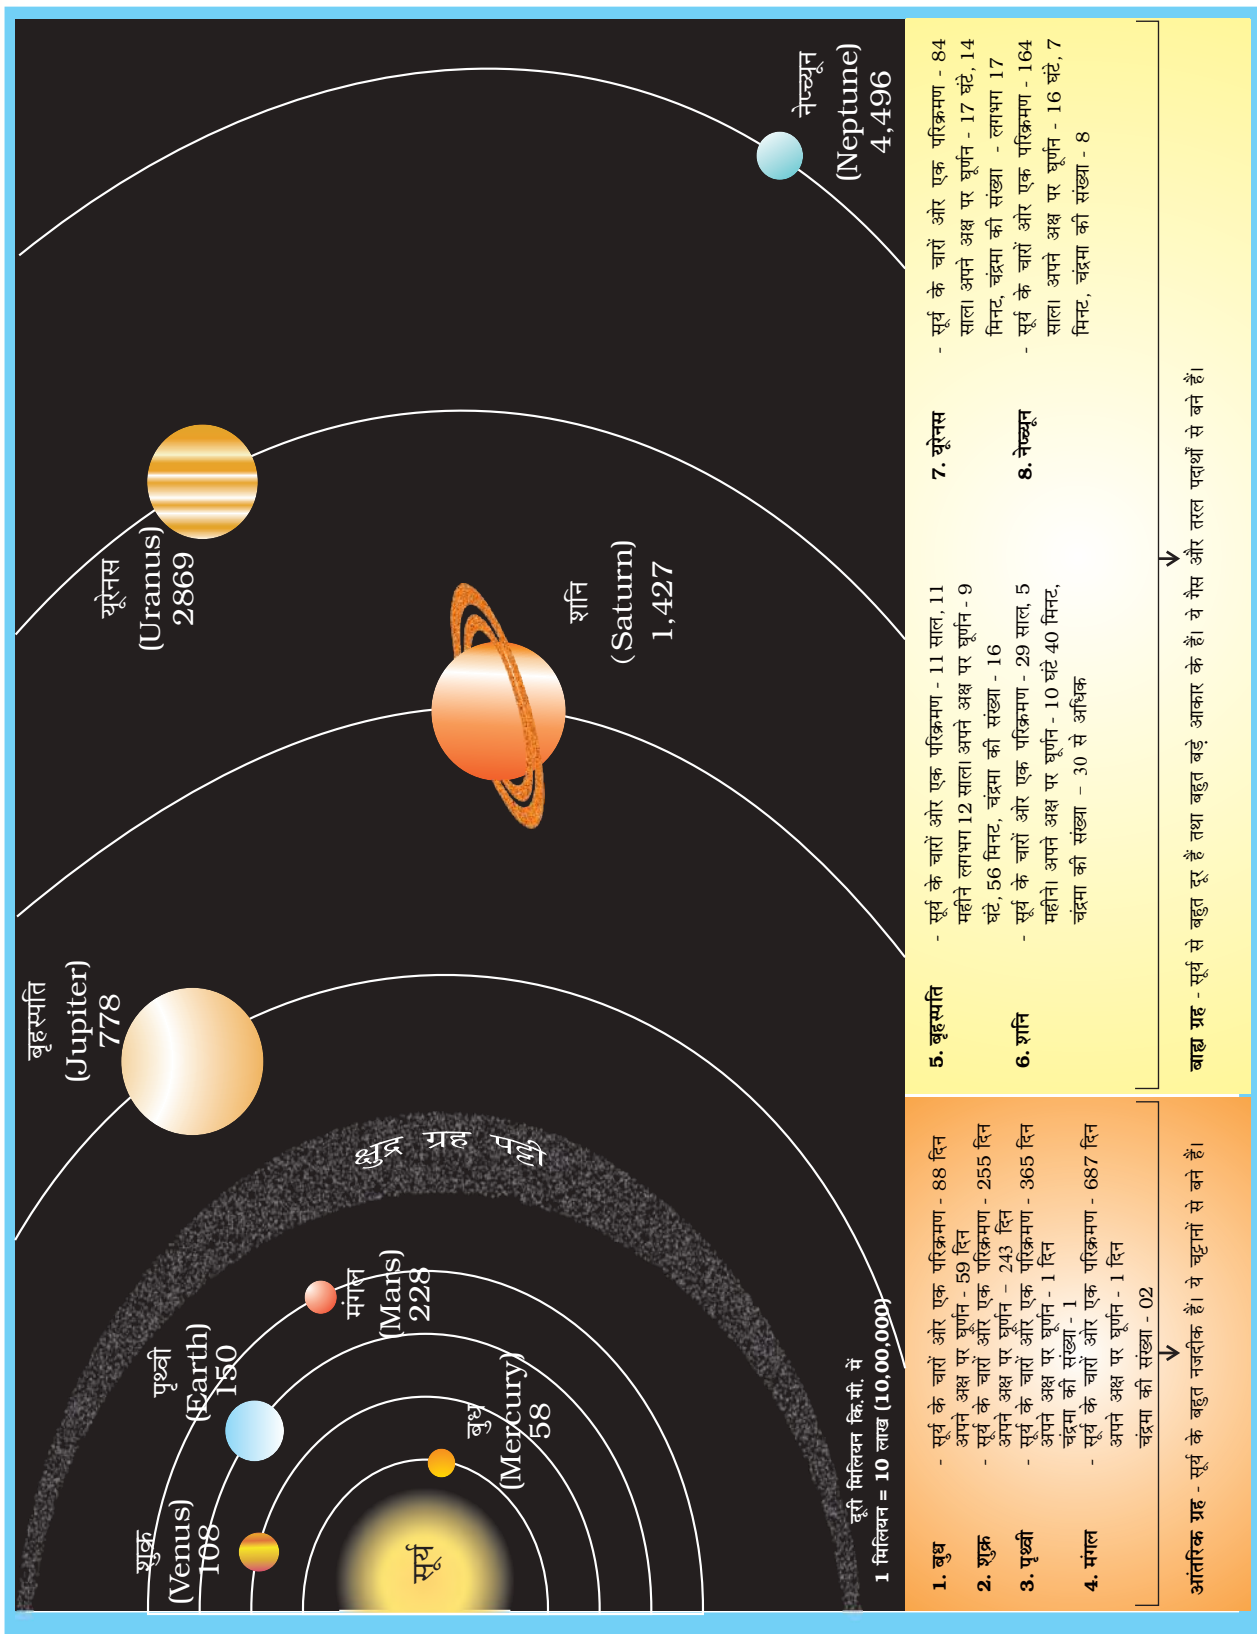 सूर्य
बुध
(Mercury)
58
शुक्र
(Venus)
108
पृथ्वी
(Earth)
150
मंगल
(Mars)
228
क्षुद्र ग्रह पट्टी
बृहस्पति
(Jupiter)
778
शनि
(Saturn)
1,427
यूरेनस
(Uranus)
2869
नेप्च्यून
(Neptune)
4,496
दूरी मिलियन कि.मी. में
1 मिलियन = 10 लाख (10,00,000)
1. बुध - सूर्य के चारों ओर एक परिक्रमण - 88 दिन
अपने अक्ष पर घूर्णन - 59 दिन
2. शुक्र - सूर्य के चारों ओर एक परिक्रमण - 255 दिन
अपने अक्ष पर घूर्णन – 243 दिन
3. पृथ्वी - सूर्य के चारों ओर एक परिक्रमण - 365 दिन
अपने अक्ष पर घूर्णन - 1 दिन
चंद्रमा की संख्या - 1
4. मंगल - सूर्य के चारों ओर एक परिक्रमण - 687 दिन
अपने अक्ष पर घूर्णन - 1 दिन
चंद्रमा की संख्या - 02
आंतरिक ग्रह - सूर्य के बहुत नजदीक हैं। ये चट्टानों से बने हैं।
5. बृहस्पति - सूर्य के चारों ओर एक परिक्रमण - 11 साल, 11
महीने लगभग 12 साल। अपने अक्ष पर घूर्णन - 9
घंटे, 56 मिनट, चंद्रमा की संख्या - 16
6. शनि - सूर्य के चारों ओर एक परिक्रमण - 29 साल, 5
महीने। अपने अक्ष पर घूर्णन - 10 घंटे 40 मिनट,
चंद्रमा की संख्या – 30 से अधिक
7. यूरेनस - सूर्य के चारों ओर एक परिक्रमण - 84
साल। अपने अक्ष पर घूर्णन - 17 घंटे, 14
मिनट, चंद्रमा की संख्या - लगभग 17
8. नेप्च्यून - सूर्य के चारों ओर एक परिक्रमण - 164
साल। अपने अक्ष पर घूर्णन - 16 घंटे, 7
मिनट, चंद्रमा की संख्या - 8
बाह्य ग्रह - सूर्य से बहुत दूर हैं तथा बहुत बड़े आकार के हैं। ये गैस और तरल पदार्थों से बने हैं।